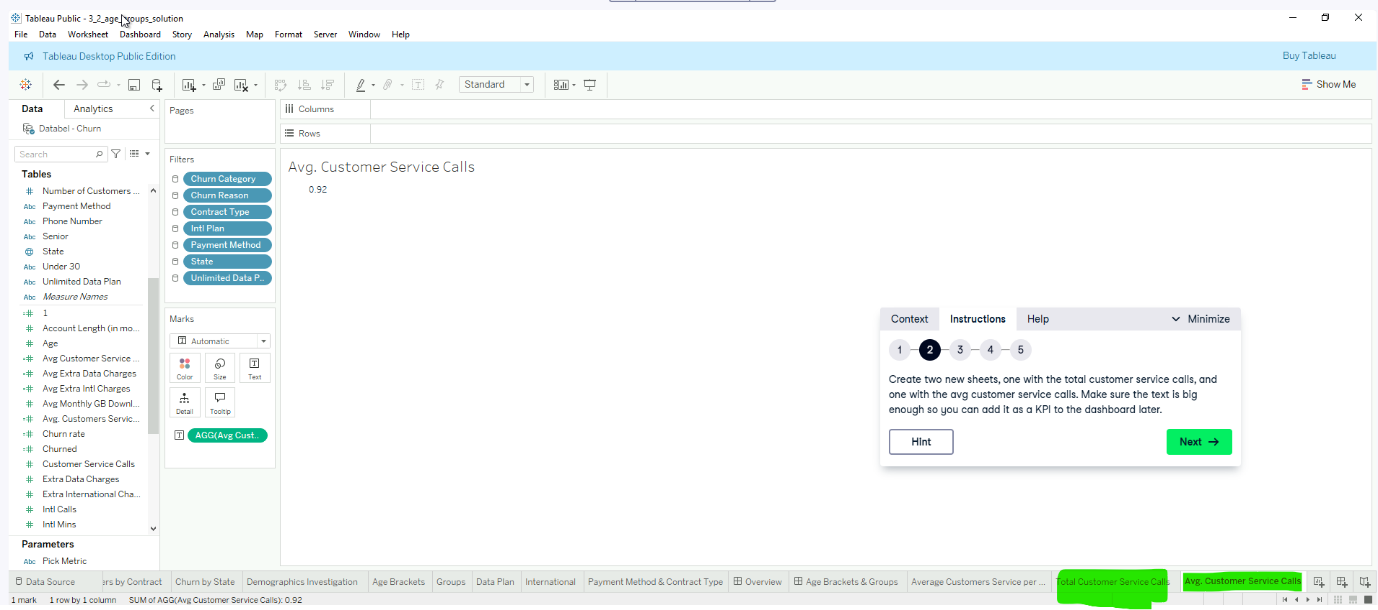 Tableau Public - 3_2_age_groups_solution
File Data Worksheet Dashboard Story Analysis Map Format Server Window Help
Tableau Desktop Public Edition
Buy Tableau
Standard
Show Me
Data Analytics
Databel - Churn
Search
Tables
Number of Customers ...
Abc Payment Method
Abc Phone Number
Abc Senior
State
Abc Under 30
Abc Unlimited Data Plan
Abc Measure Names
1
Account Length (in mo...
Age
Avg Customer Service ...
Avg Extra Data Charges
Avg Extra Intl Charges
Avg Monthly GB Downl...
Avg. Customers Servic...
Churn rate
Churned
Customer Service Calls
Extra Data Charges
Extra International Cha...
Intl Calls
Intl Mins
Parameters
Abc Pick Metric
Pages
Filters
Churn Category
Churn Reason
Contract Type
Intl Plan
Payment Method
State
Unlimited Data P..
Marks
Automatic
Color Size Text
Detail Tooltip
AGG(Avg Cust..
Columns
Rows
Avg. Customer Service Calls
0.92
Context Instructions Help Minimize
1 2 3 4 5
Create two new sheets, one with the total customer service calls, and
one with the avg customer service calls. Make sure the text is big
enough so you can add it as a KPI to the dashboard later.
Hint
Next
Data Source ers by Contract Churn by State Demographics Investigation Age Brackets Groups Data Plan International Payment Method & Contract Type Overview Age Brackets & Groups Average Customers Service per ... Total Customer Service Calls Avg. Customer Service Calls
1 mark 1 row by 1 column SUM of AGG(Avg Customer Service Calls): 0.92